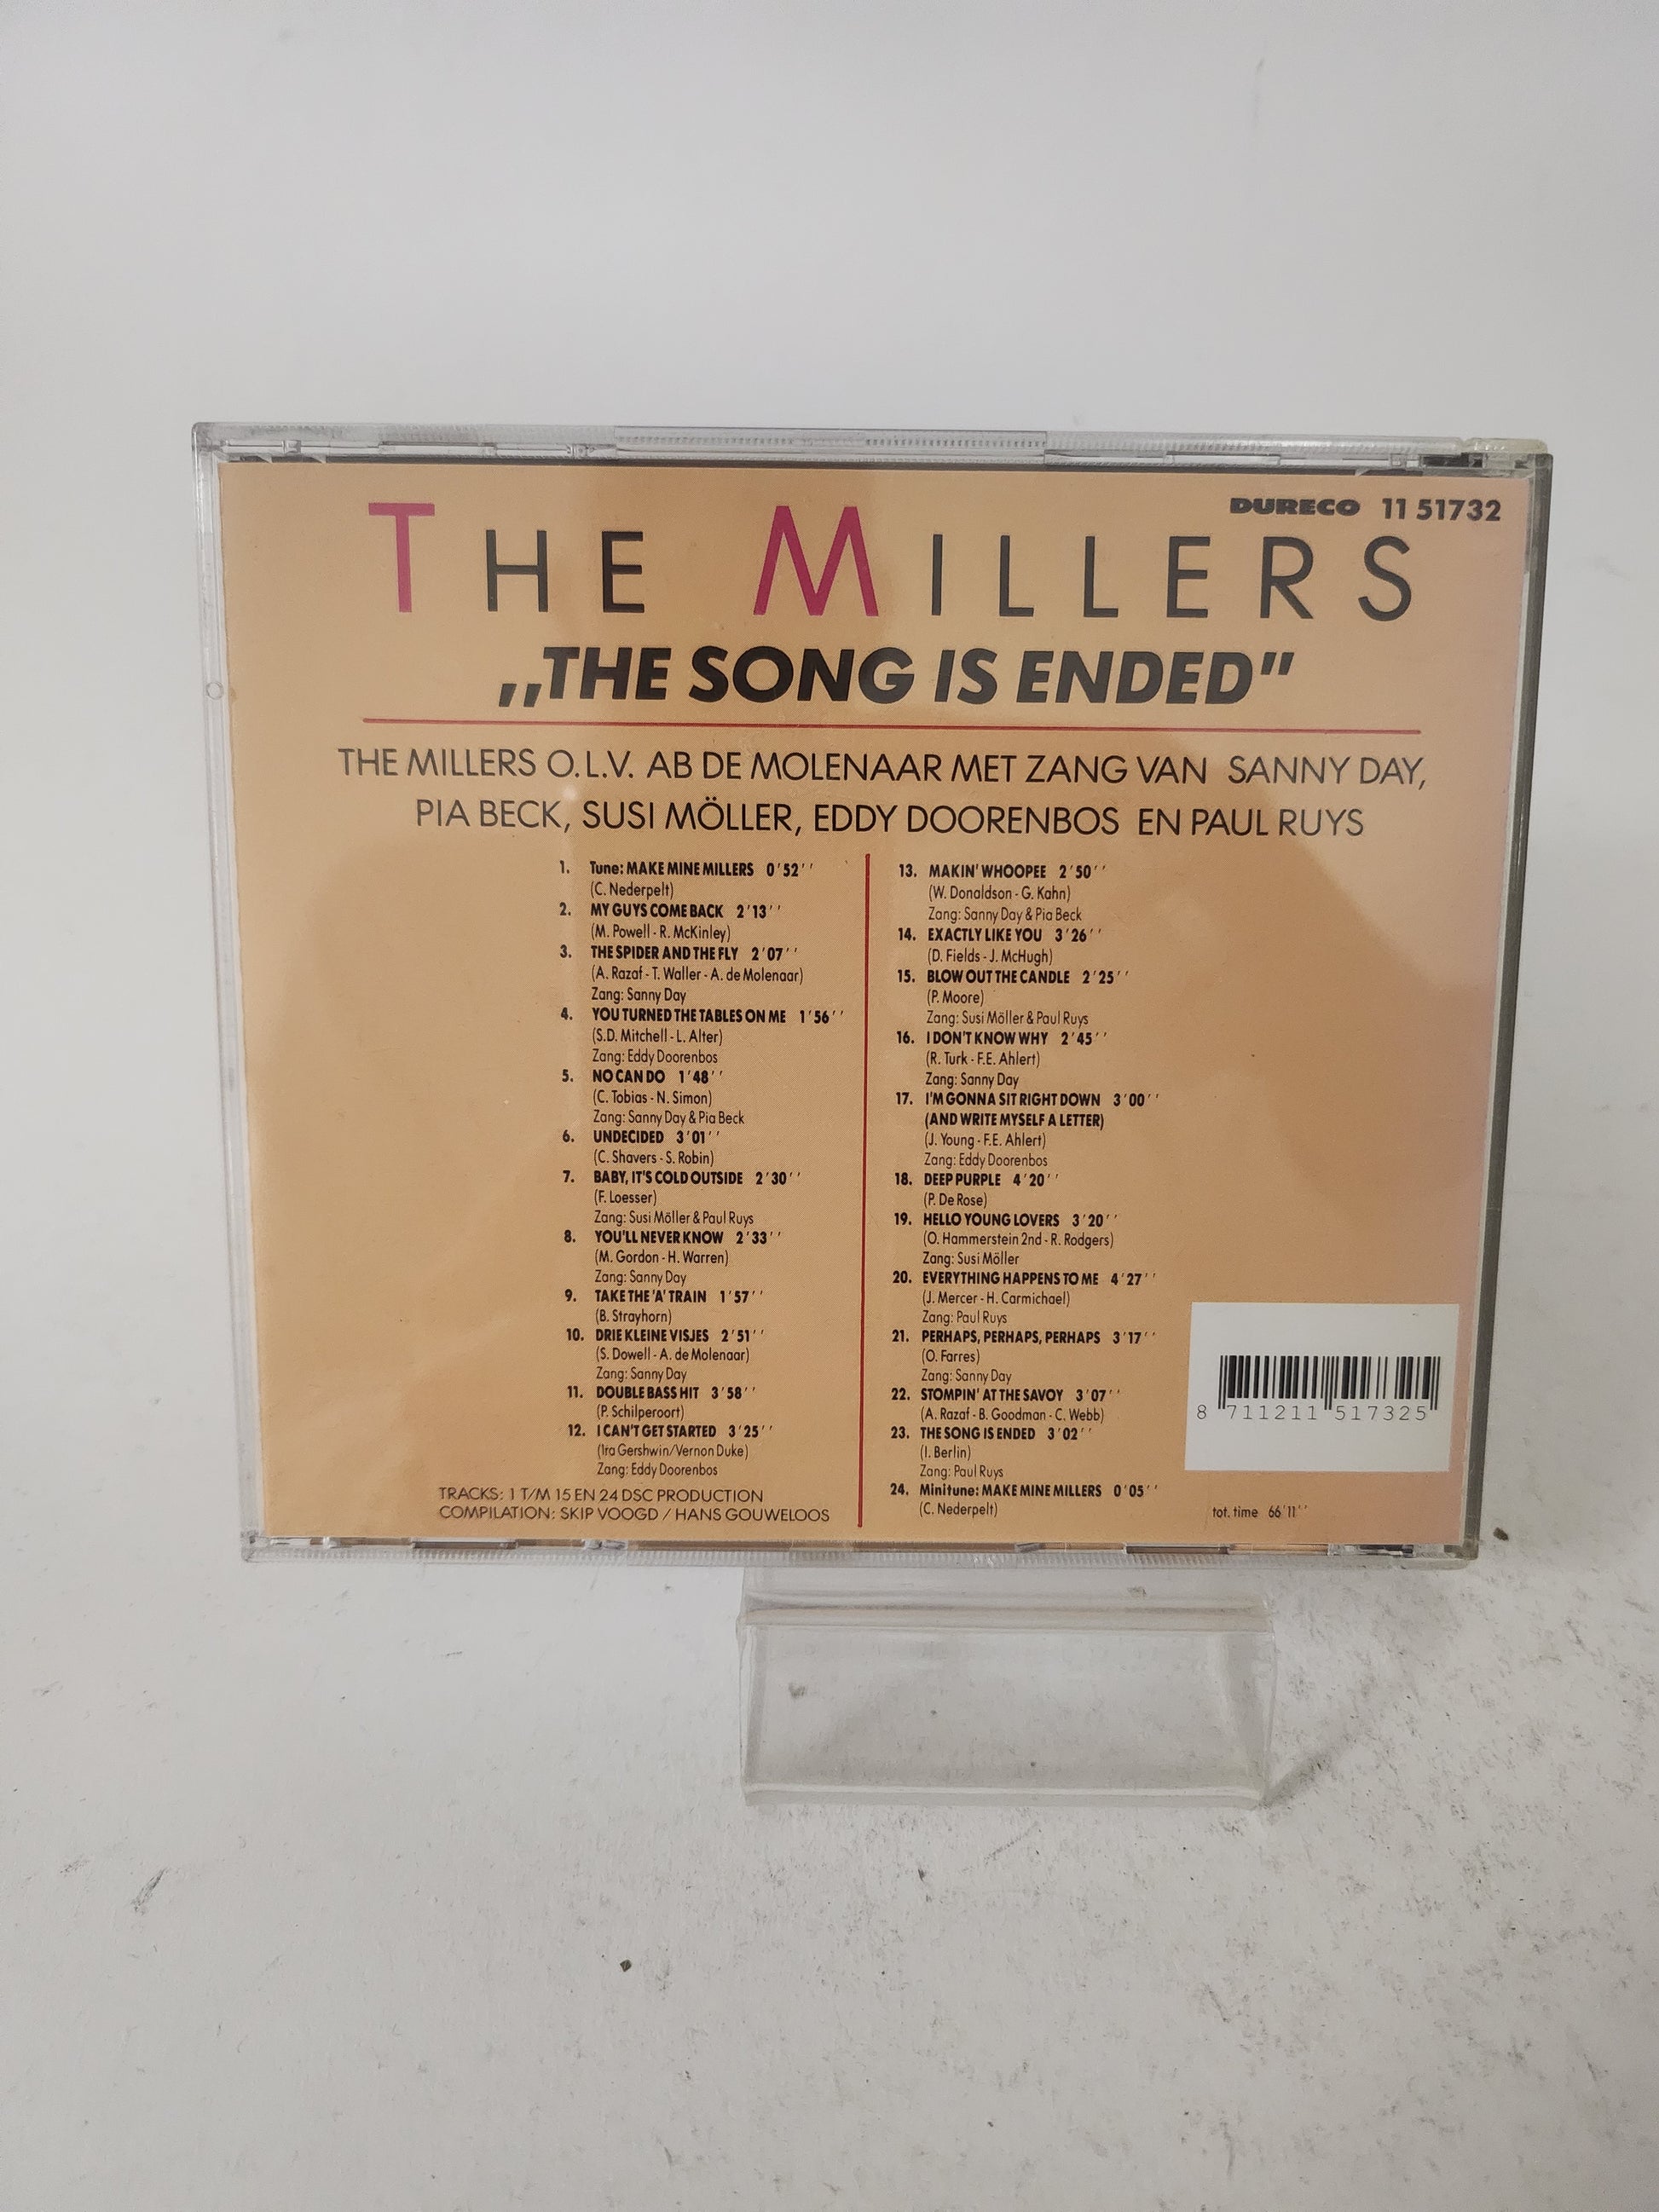 DURECO 11 51732
THE MILLERS
„THE SONG IS ENDED"
THE MILLERS O.L.V. AB DE MOLENAAR MET ZANG VAN SANNY DAY,
PIA BECK, SUSI MÖLLER, EDDY DOORENBOS EN PAUL RUYS
1. Tune: MAKE MINE MILLERS 0'52''
(C. Nederpelt)
2. MY GUYS COME BACK 2'13''
(M. Powell - R. McKinley)
3. THE SPIDER AND THE FLY 2'07''
(A. Razaf - T. Waller - A. de Molenaar)
Zang: Sanny Day
4. YOU TURNED THE TABLES ON ME 1'56''
(S.D. Mitchell - L. Alter)
Zang: Eddy Doorenbos
5. NO CAN DO 1'48''
(C. Tobias - N. Simon)
Zang: Sanny Day & Pia Beck
6. UNDECIDED 3'01''
(C. Shavers - S. Robin)
7. BABY, IT'S COLD OUTSIDE 2'30''
(F. Loesser)
Zang: Susi Möller & Paul Ruys
8. YOU'LL NEVER KNOW 2'33''
(M. Gordon - H. Warren)
Zang: Sanny Day
9. TAKE THE 'A' TRAIN 1'57''
(B. Strayhorn)
10. DRIE KLEINE VISJES 2'51''
(S. Dowell - A. de Molenaar)
Zang: Sanny Day
11. DOUBLE BASS HIT 3'58''
(P. Schilperoort)
12. I CAN'T GET STARTED 3'25''
(Ira Gershwin/Vernon Duke)
Zang: Eddy Doorenbos
TRACKS: 1 T/M 15 EN 24 DSC PRODUCTION
COMPILATION: SKIP VOOGD / HANS GOUWELOOS
13. MAKIN' WHOOPEE 2'50''
(W. Donaldson - G. Kahn)
Zang: Sanny Day & Pia Beck
14. EXACTLY LIKE YOU 3'26''
(D. Fields - J. McHugh)
15. BLOW OUT THE CANDLE 2'25''
(P. Moore)
Zang: Susi Möller & Paul Ruys
16. I DON'T KNOW WHY 2'45''
(R. Turk - F.E. Ahlert)
Zang: Sanny Day
17. I'M GONNA SIT RIGHT DOWN 3'00''
(AND WRITE MYSELF A LETTER)
(J. Young - F.E. Ahlert)
Zang: Eddy Doorenbos
18. DEEP PURPLE 4'20''
(P. De Rose)
19. HELLO YOUNG LOVERS 3'20''
(O. Hammerstein 2nd - R. Rodgers)
Zang: Susi Möller
20. EVERYTHING HAPPENS TO ME 4'27''
(J. Mercer - H. Carmichael)
Zang: Paul Ruys
21. PERHAPS, PERHAPS, PERHAPS 3'17''
(O. Farres)
Zang: Sanny Day
22. STOMPIN' AT THE SAVOY 3'07''
(A. Razaf - B. Goodman - C. Webb)
23. THE SONG IS ENDED 3'02''
(I. Berlin)
Zang: Paul Ruys
24. Minitune: MAKE MINE MILLERS 0'05''
(C. Nederpelt)
tot. time 66'11''
8 711211 517325